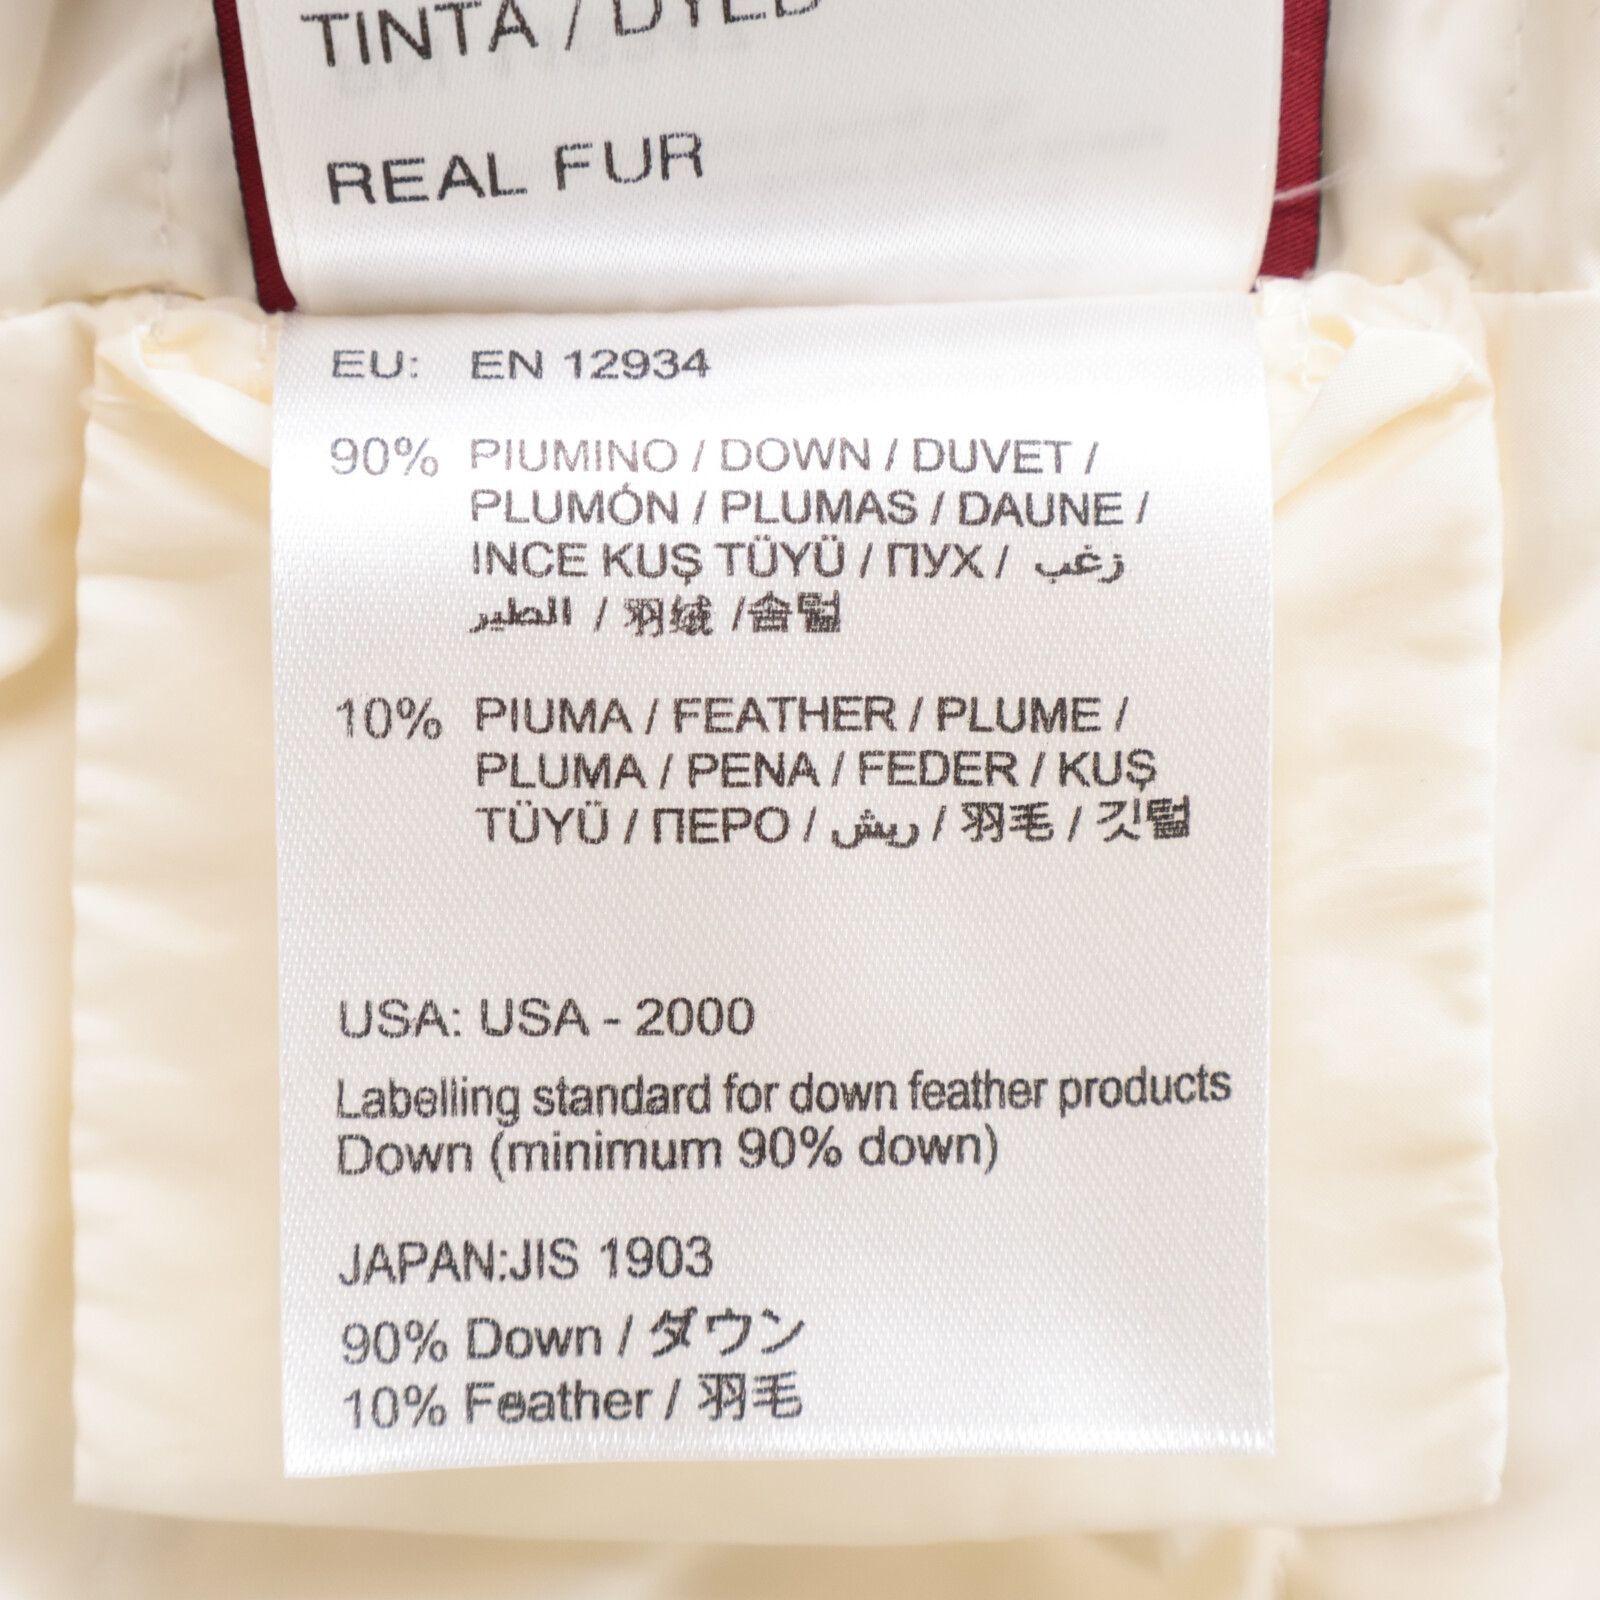 TINTA / DYED
REAL FUR
EU: EN 12934
90% PIUMINO / DOWN / DUVET /
PLUMÓN / PLUMAS / DAUNE /
INCE KUŞ TÜYÜ / ПУХ / زغب
الطير / 羽绒 /솜털
10% PIUMA / FEATHER / PLUME /
PLUMA / PENA / FEDER / KUŞ
TÜYÜ / ПЕРО / ريش / 羽毛 / 깃털
USA: USA - 2000
Labelling standard for down feather products
Down (minimum 90% down)
JAPAN:JIS 1903
90% Down / ダウン
10% Feather / 羽毛